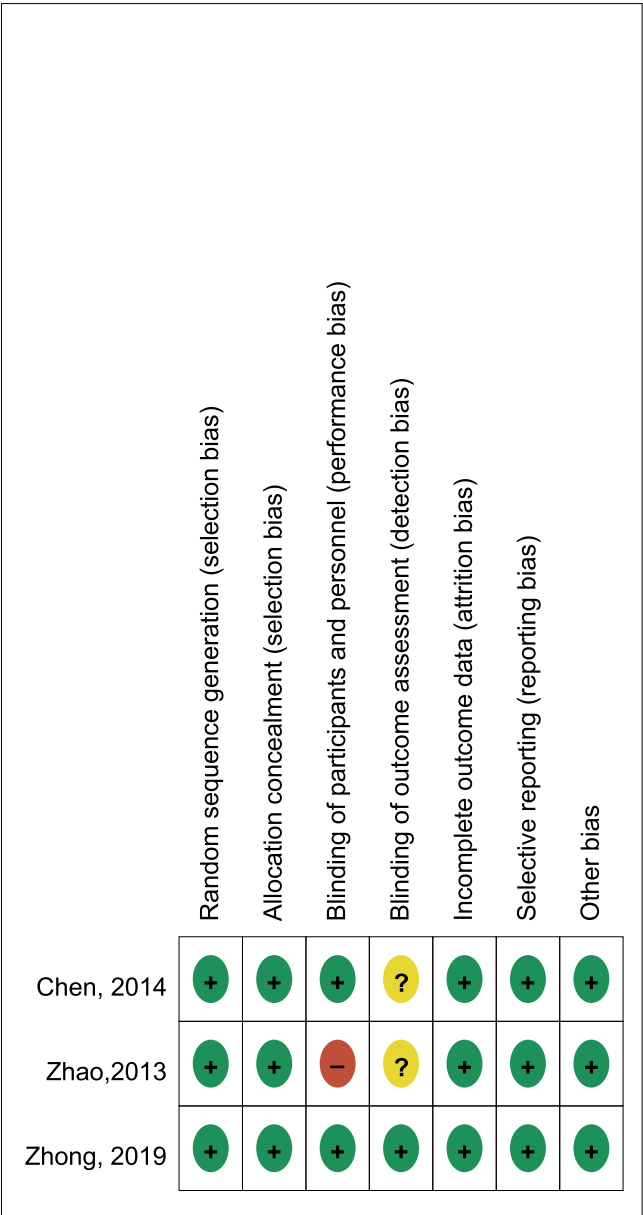 Random sequence generation (selection bias)
Allocation concealment (selection bias)
Blinding of participants and personnel (performance bias)
Blinding of outcome assessment (detection bias)
Incomplete outcome data (attrition bias)
Selective reporting (reporting bias)
Other bias
Chen, 2014 + + + ? + + +
Zhao,2013 + + – ? + + +
Zhong, 2019 + + + + + + +